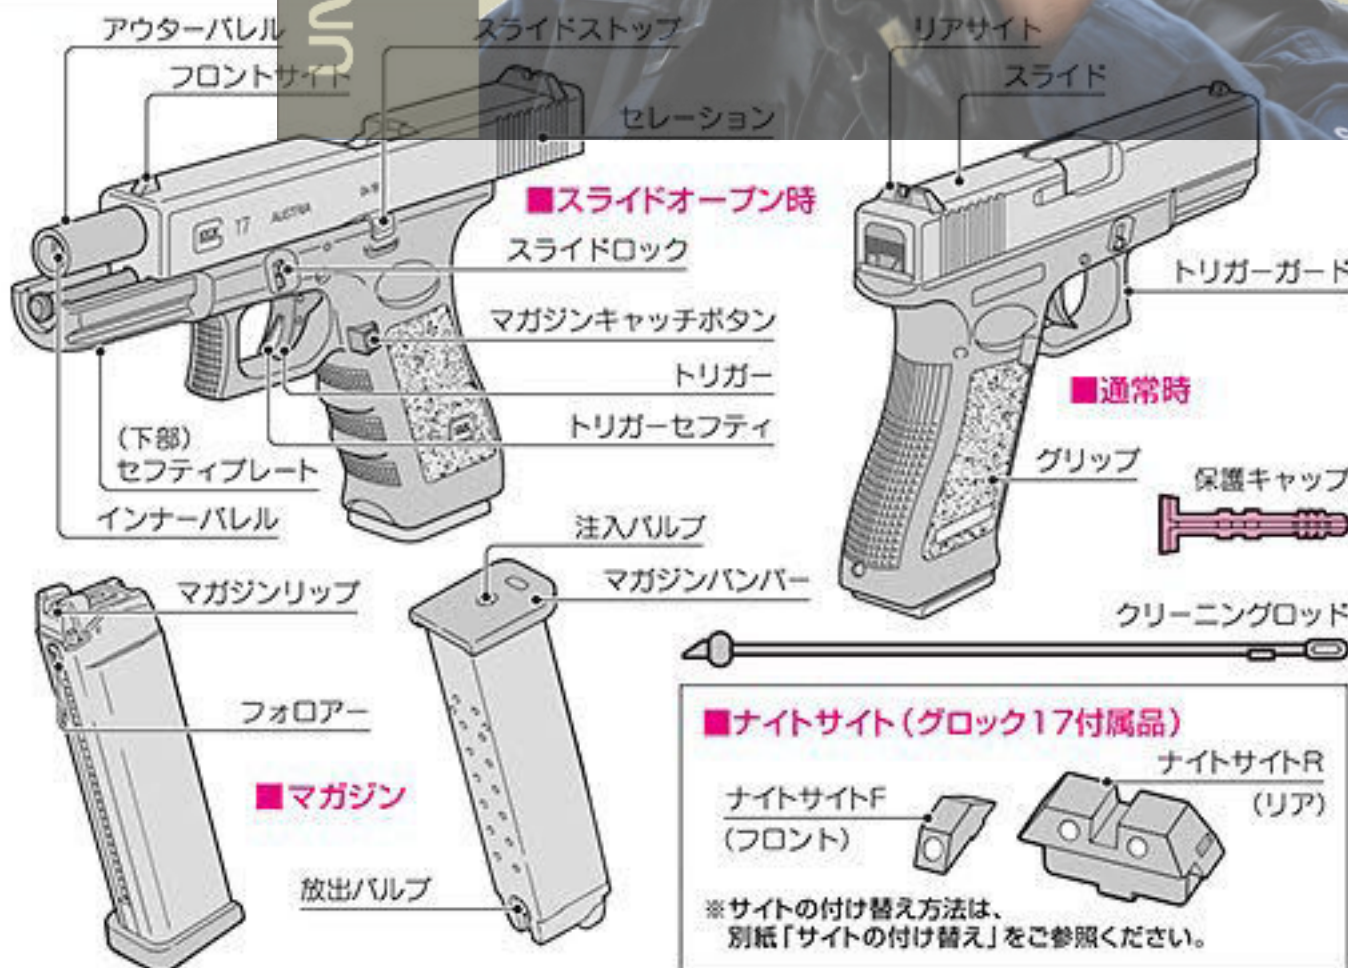 アウターバレル
スライドストップ
リアサイト
フロントサイト
スライド
セレーション
■スライドオープン時
17 AUSTRIA
スライドロック
トリガーガード
マガジンキャッチボタン
トリガー
■通常時
トリガーセフティ
(下部)
セフティプレート
グリップ
保護キャップ
インナーバレル
注入バルブ
マガジンリップ
マガジンバンパー
クリーニングロッド
フォロアー
■マガジン
放出バルブ
■ナイトサイト(グロック17付属品)
ナイトサイトR
(リア)
ナイトサイトF
(フロント)
※サイトの付け替え方法は、
別紙「サイトの付け替え」をご参照ください。